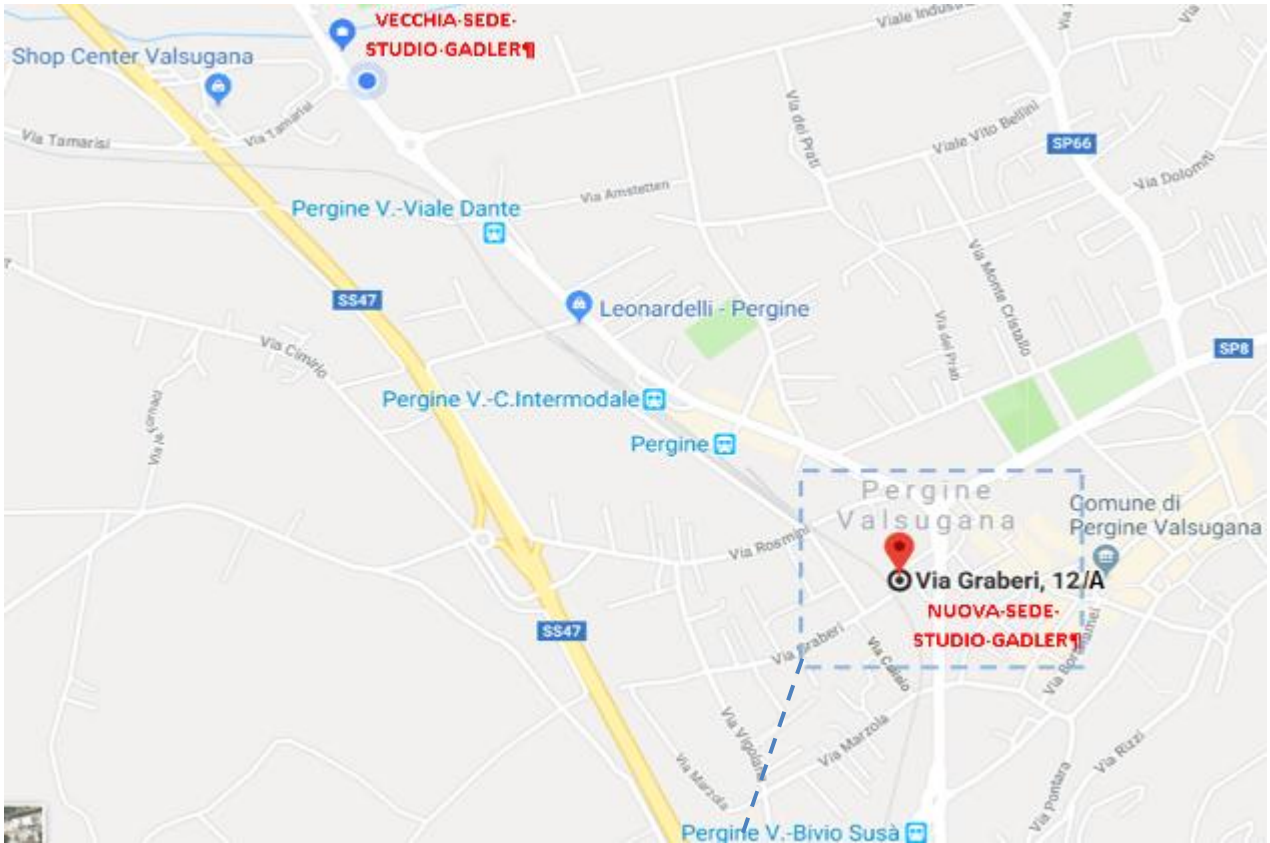 VECCHIA·SEDE·
STUDIO·GADLER¶
Viale Indus
Via
Shop Center Valsugana
Via Tamarisi
Via Tamarisi
Via dei Prati
Viale Vito Bellini
SP66
Via Dolomiti
Via Amstetten
Pergine V.-Viale Dante
Via Monte Cristallo
SS47
Leonardelli - Pergine
Via dei Prati
SP8
Via Cimirlo
Via le Fornaci
Pergine V.-C.Intermodale
Pergine
Pergine
Valsugana
Comune di
Pergine Valsugana
Via Rosmini
Via Graberi, 12/A
NUOVA·SEDE·
STUDIO·GADLER¶
SS47
Via Graberi
Via Caisio
Via Vigolana
Via Marzola
Via Marzola
Via Rizzi
Via Pontara
Pergine V.-Bivio Susà